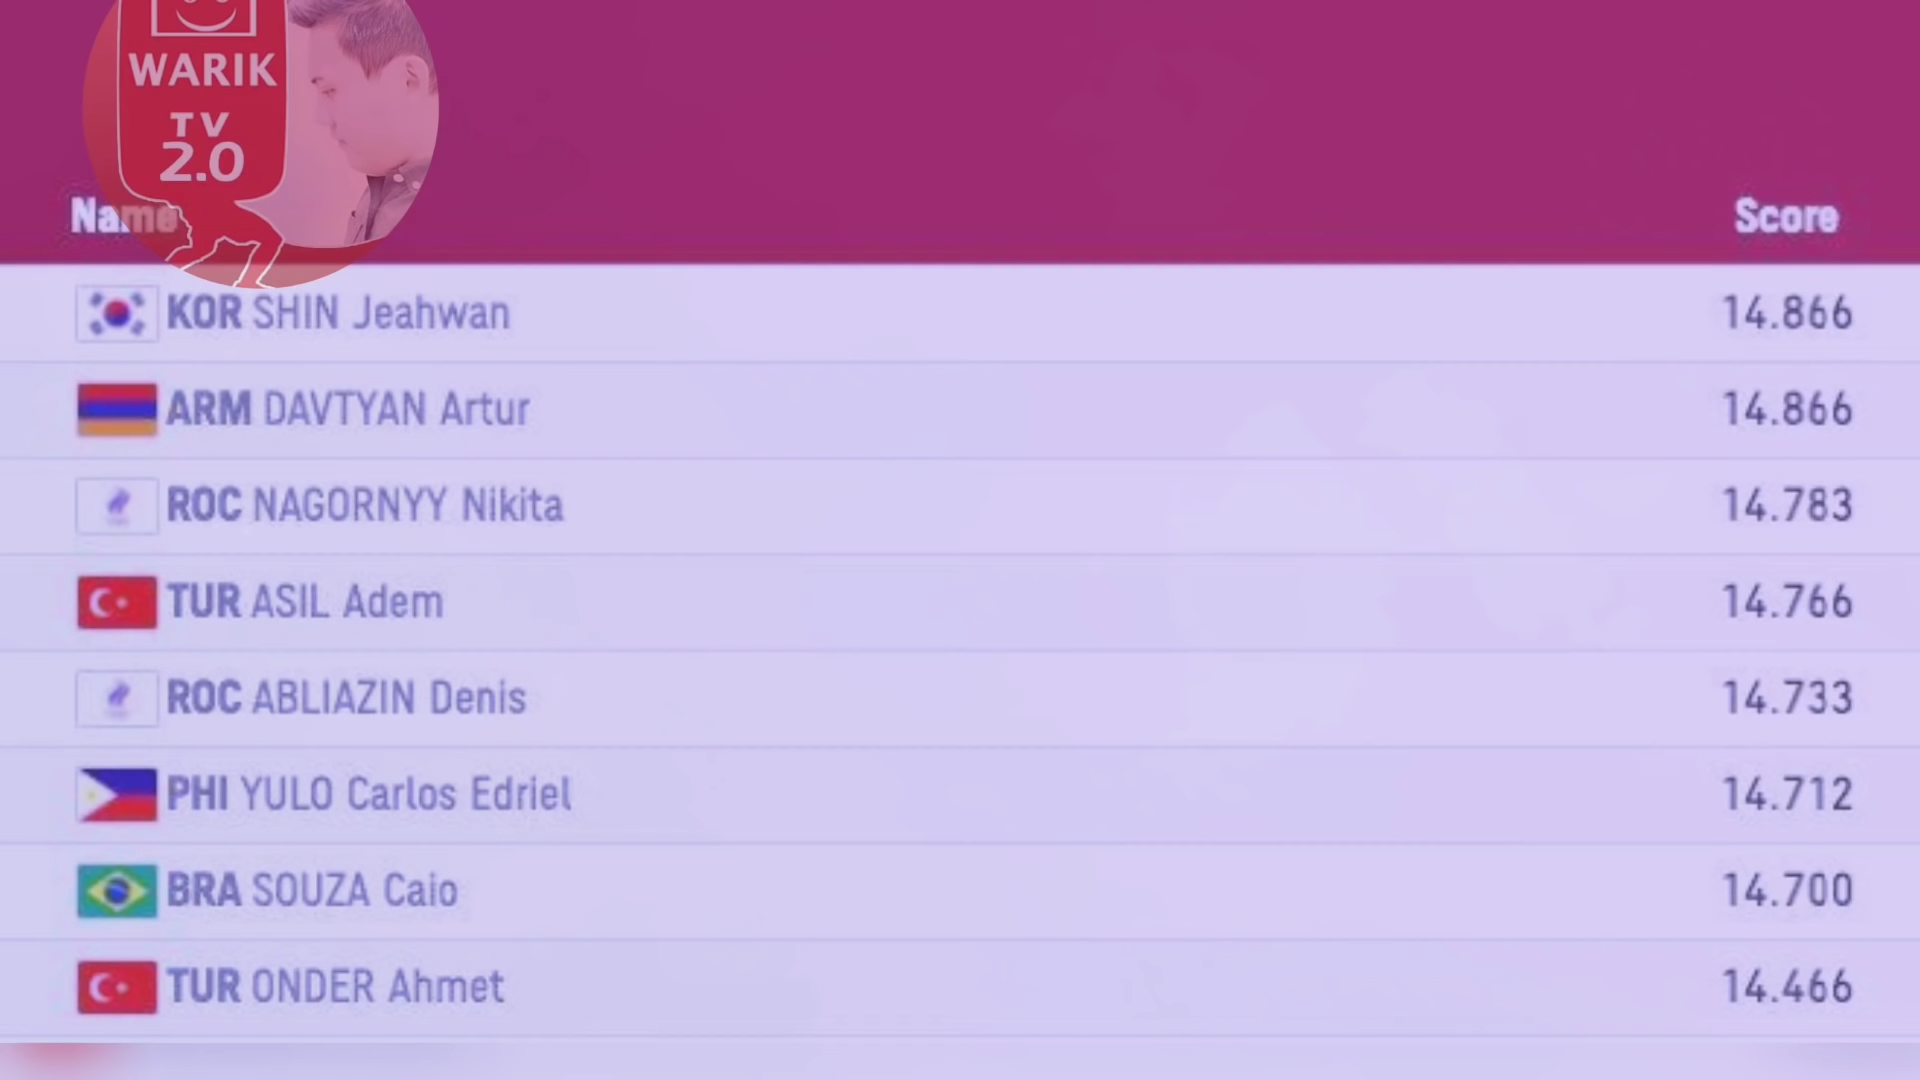 WARIK
TV
2.0
Name Score
KOR SHIN Jeahwan 14.866
ARM DAVTYAN Artur 14.866
ROC NAGORNYY Nikita 14.783
TUR ASIL Adem 14.766
ROC ABLIAZIN Denis 14.733
PHI YULO Carlos Edriel 14.712
BRA SOUZA Caio 14.700
TUR ONDER Ahmet 14.466